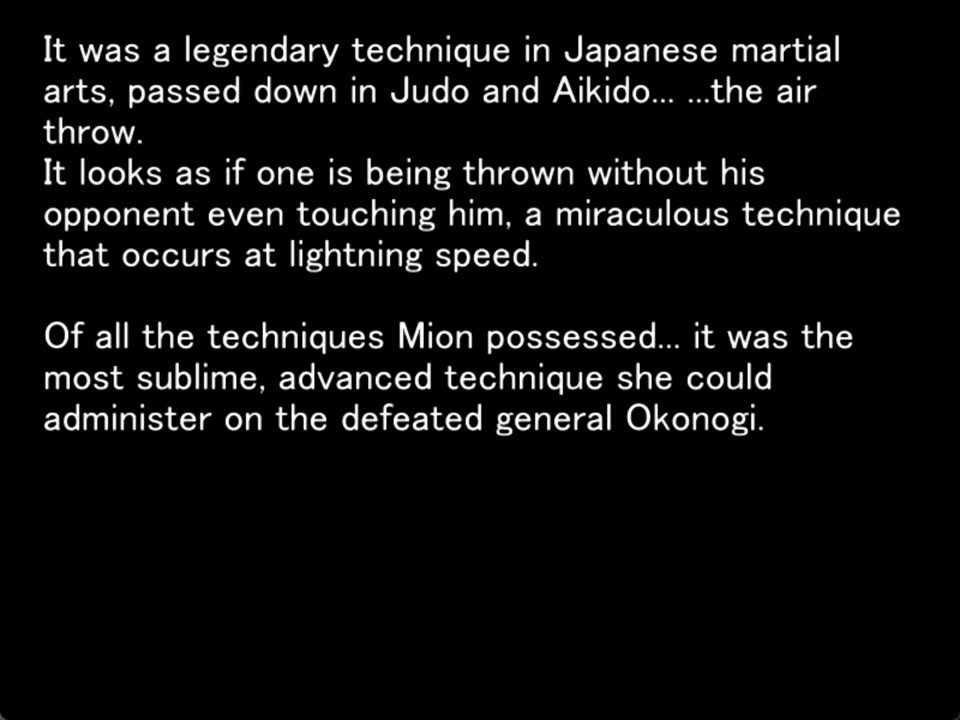 It was a legendary technique in Japanese martial
arts, passed down in Judo and Aikido... ...the air
throw.
It looks as if one is being thrown without his
opponent even touching him, a miraculous technique
that occurs at lightning speed.
Of all the techniques Mion possessed... it was the
most sublime, advanced technique she could
administer on the defeated general Okonogi.